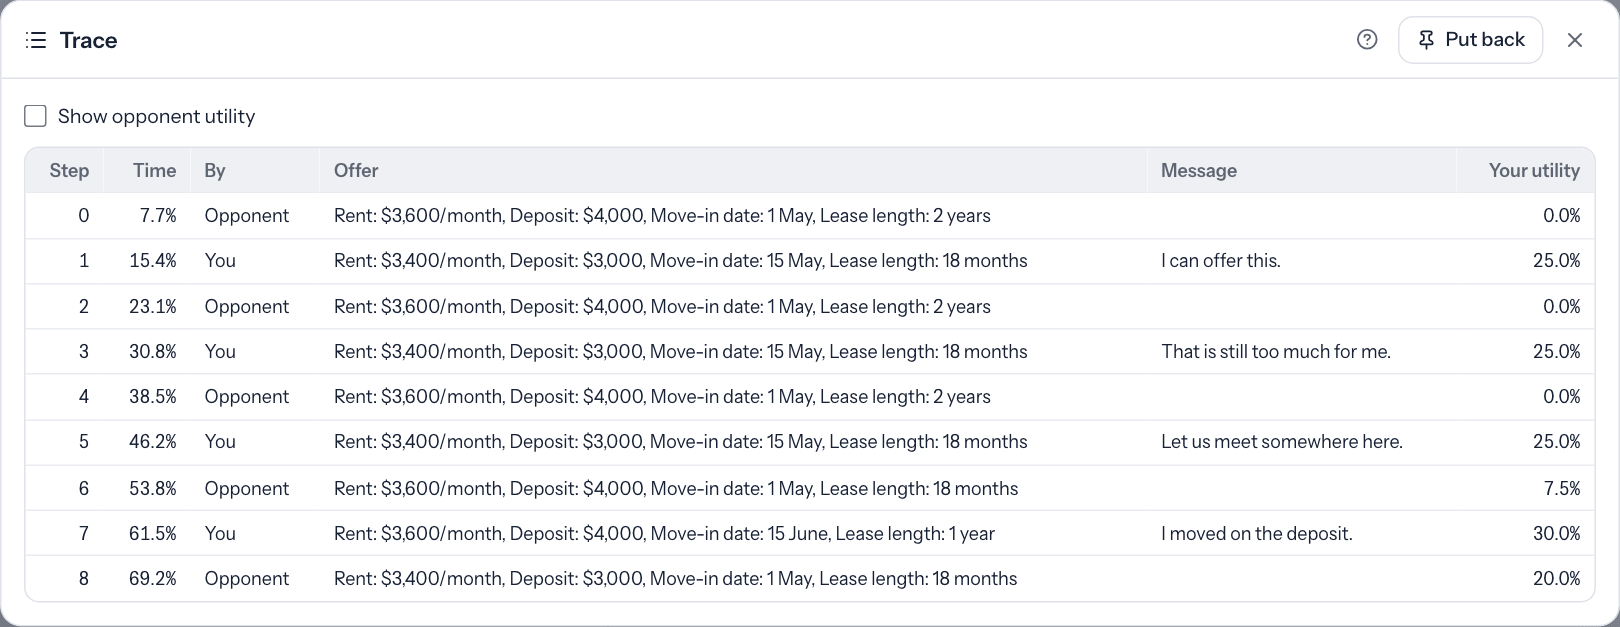 Trace
Put back
Show opponent utility
Step Time By Offer Message Your utility
0 7.7% Opponent Rent: $3,600/month, Deposit: $4,000, Move-in date: 1 May, Lease length: 2 years 0.0%
1 15.4% You Rent: $3,400/month, Deposit: $3,000, Move-in date: 15 May, Lease length: 18 months I can offer this. 25.0%
2 23.1% Opponent Rent: $3,600/month, Deposit: $4,000, Move-in date: 1 May, Lease length: 2 years 0.0%
3 30.8% You Rent: $3,400/month, Deposit: $3,000, Move-in date: 15 May, Lease length: 18 months That is still too much for me. 25.0%
4 38.5% Opponent Rent: $3,600/month, Deposit: $4,000, Move-in date: 1 May, Lease length: 2 years 0.0%
5 46.2% You Rent: $3,400/month, Deposit: $3,000, Move-in date: 15 May, Lease length: 18 months Let us meet somewhere here. 25.0%
6 53.8% Opponent Rent: $3,600/month, Deposit: $4,000, Move-in date: 1 May, Lease length: 18 months 7.5%
7 61.5% You Rent: $3,600/month, Deposit: $4,000, Move-in date: 15 June, Lease length: 1 year I moved on the deposit. 30.0%
8 69.2% Opponent Rent: $3,400/month, Deposit: $3,000, Move-in date: 1 May, Lease length: 18 months 20.0%